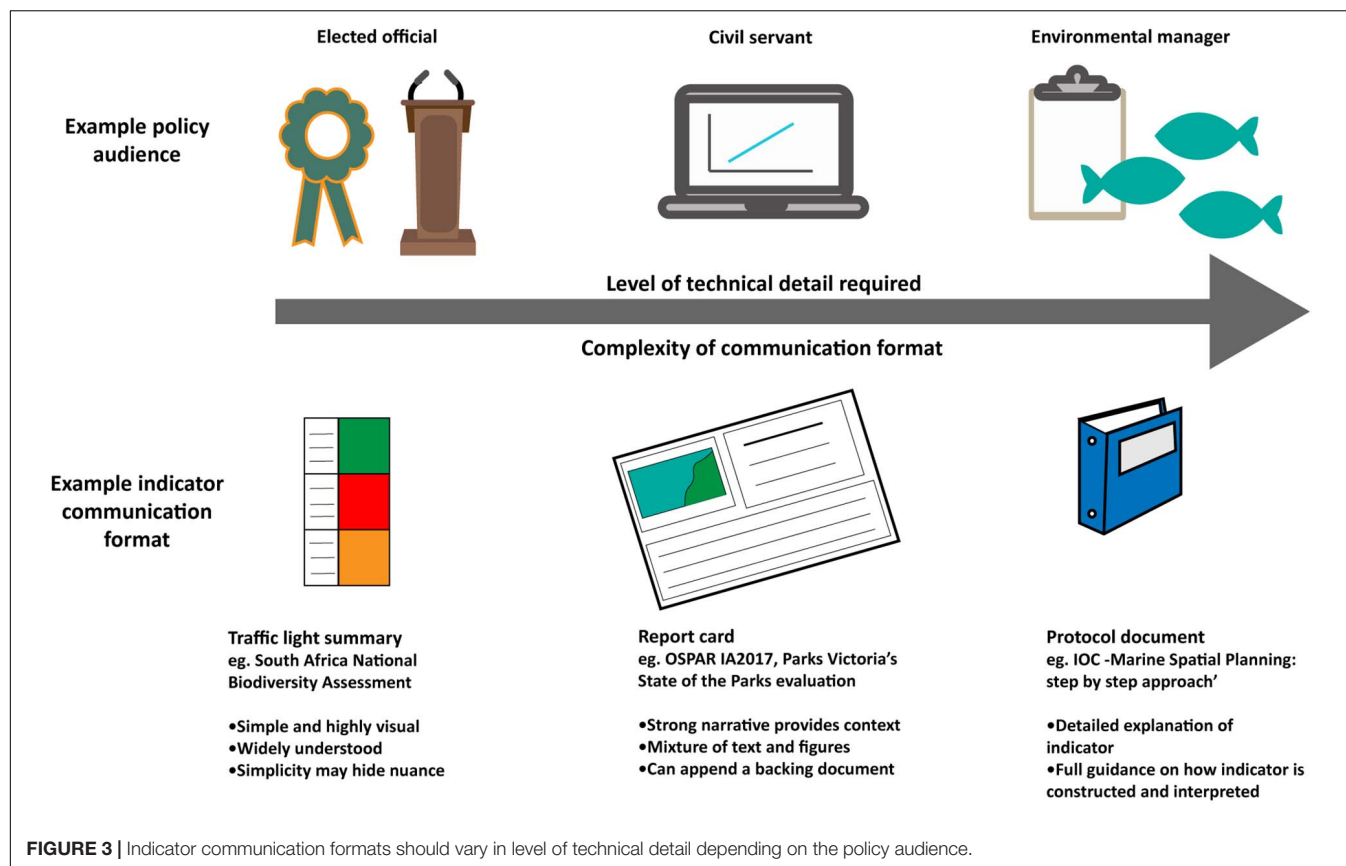 Elected official
Civil servant
Environmental manager
Example policy
audience
Level of technical detail required
Complexity of communication format
Example indicator
communication
format
Traffic light summary
eg. South Africa National
Biodiversity Assessment
•Simple and highly visual
•Widely understood
•Simplicity may hide nuance
Report card
eg. OSPAR IA2017, Parks Victoria's
State of the Parks evaluation
•Strong narrative provides context
•Mixture of text and figures
•Can append a backing document
Protocol document
eg. IOC -Marine Spatial Planning:
step by step approach'
•Detailed explanation of
indicator
•Full guidance on how indicator is
constructed and interpreted
FIGURE 3 | Indicator communication formats should vary in level of technical detail depending on the policy audience.